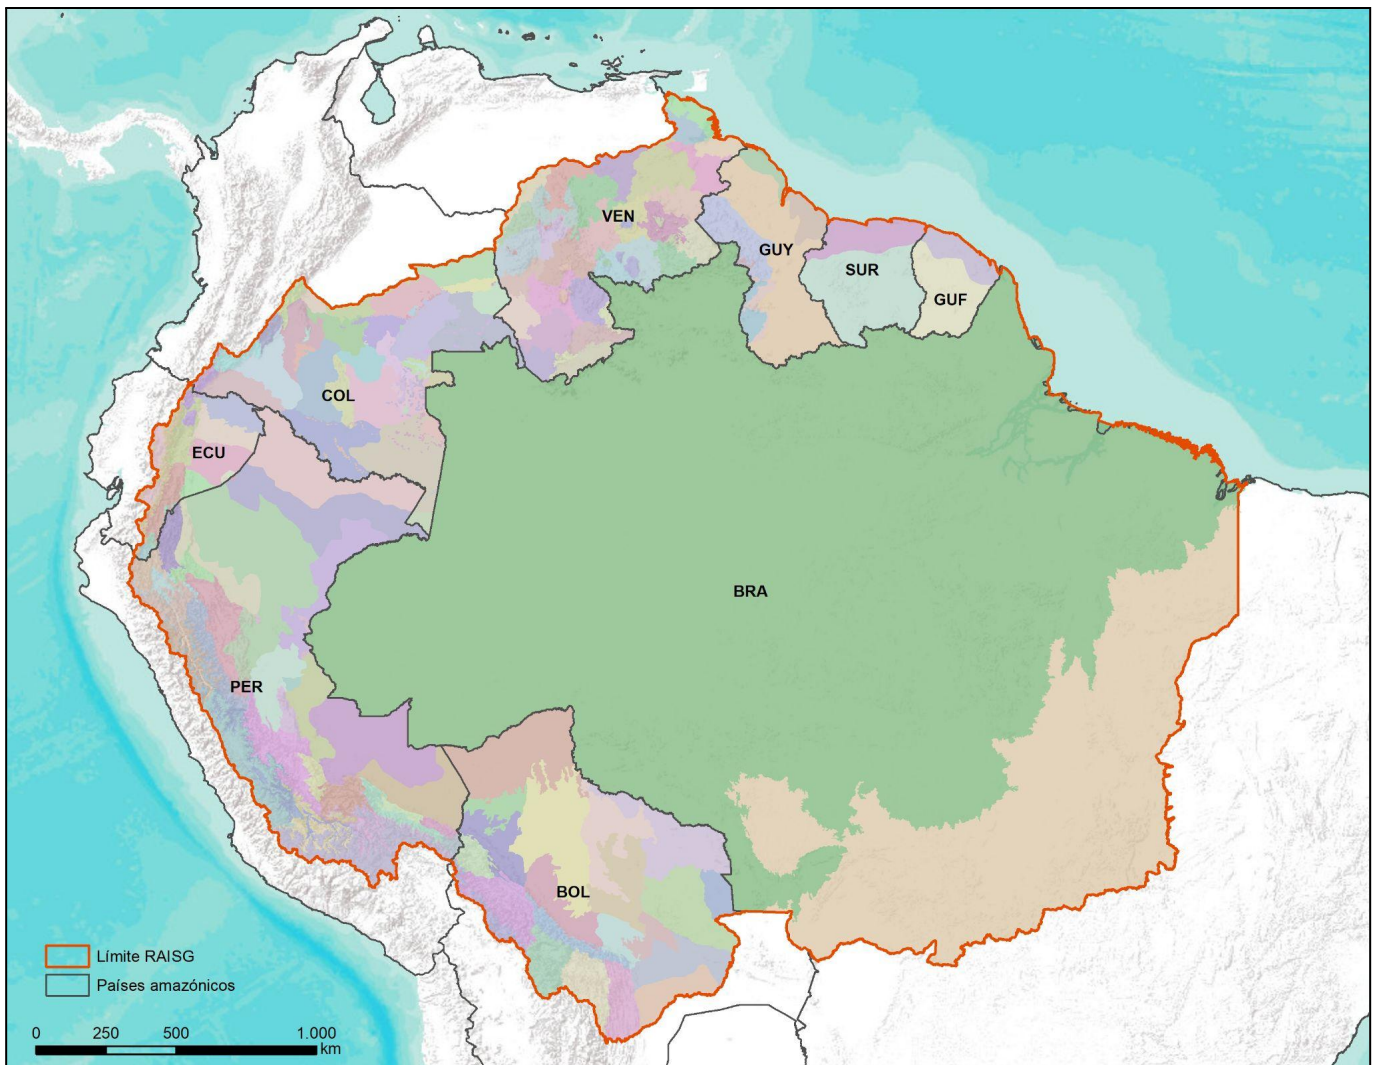 VEN
GUY
SUR
GUF
COL
ECU
BRA
PER
BOL
Límite RAISG
Países amazónicos
0 250 500 1.000
km